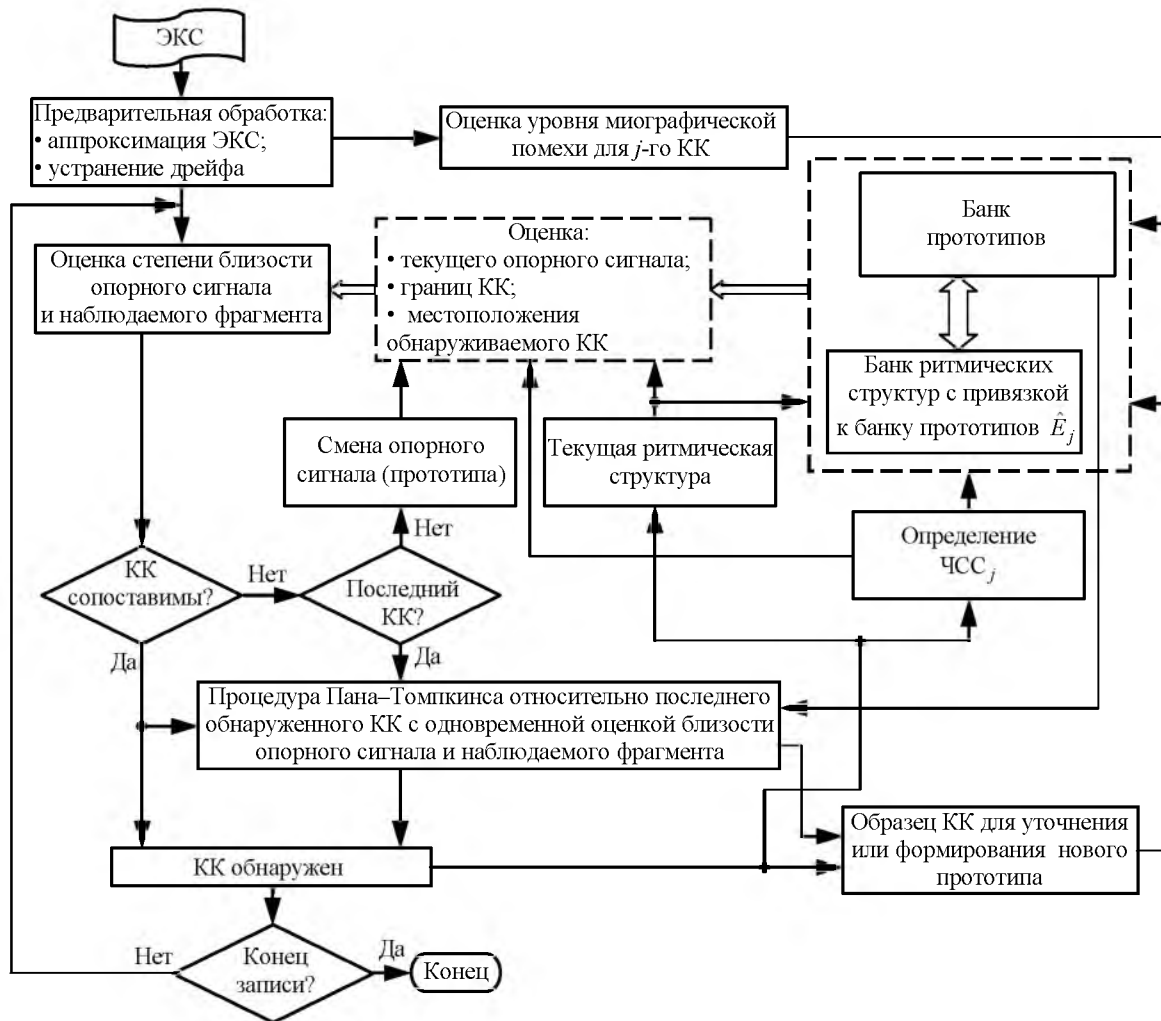 ЭКС
Предварительная обработка:
• аппроксимация ЭКС;
• устранение дрейфа
Оценка уровня миографической
помехи для j-го КК
Банк
прототипов
Оценка:
• текущего опорного сигнала;
• границ КК;
• местоположения
обнаруживаемого КК
Оценка степени близости
опорного сигнала
и наблюдаемого фрагмента
Банк ритмических
структур с привязкой
к банку прототипов Ê_j
Смена опорного
сигнала (прототипа)
Текущая ритмическая
структура
Нет
Определение
ЧСС_j
КК
сопоставимы?
Нет
Последний
КК?
Да
Да
Процедура Пана–Томпкинса относительно последнего
обнаруженного КК с одновременной оценкой близости
опорного сигнала и наблюдаемого фрагмента
Образец КК для уточнения
или формирования нового
прототипа
КК обнаружен
Нет
Конец
записи?
Да
Конец